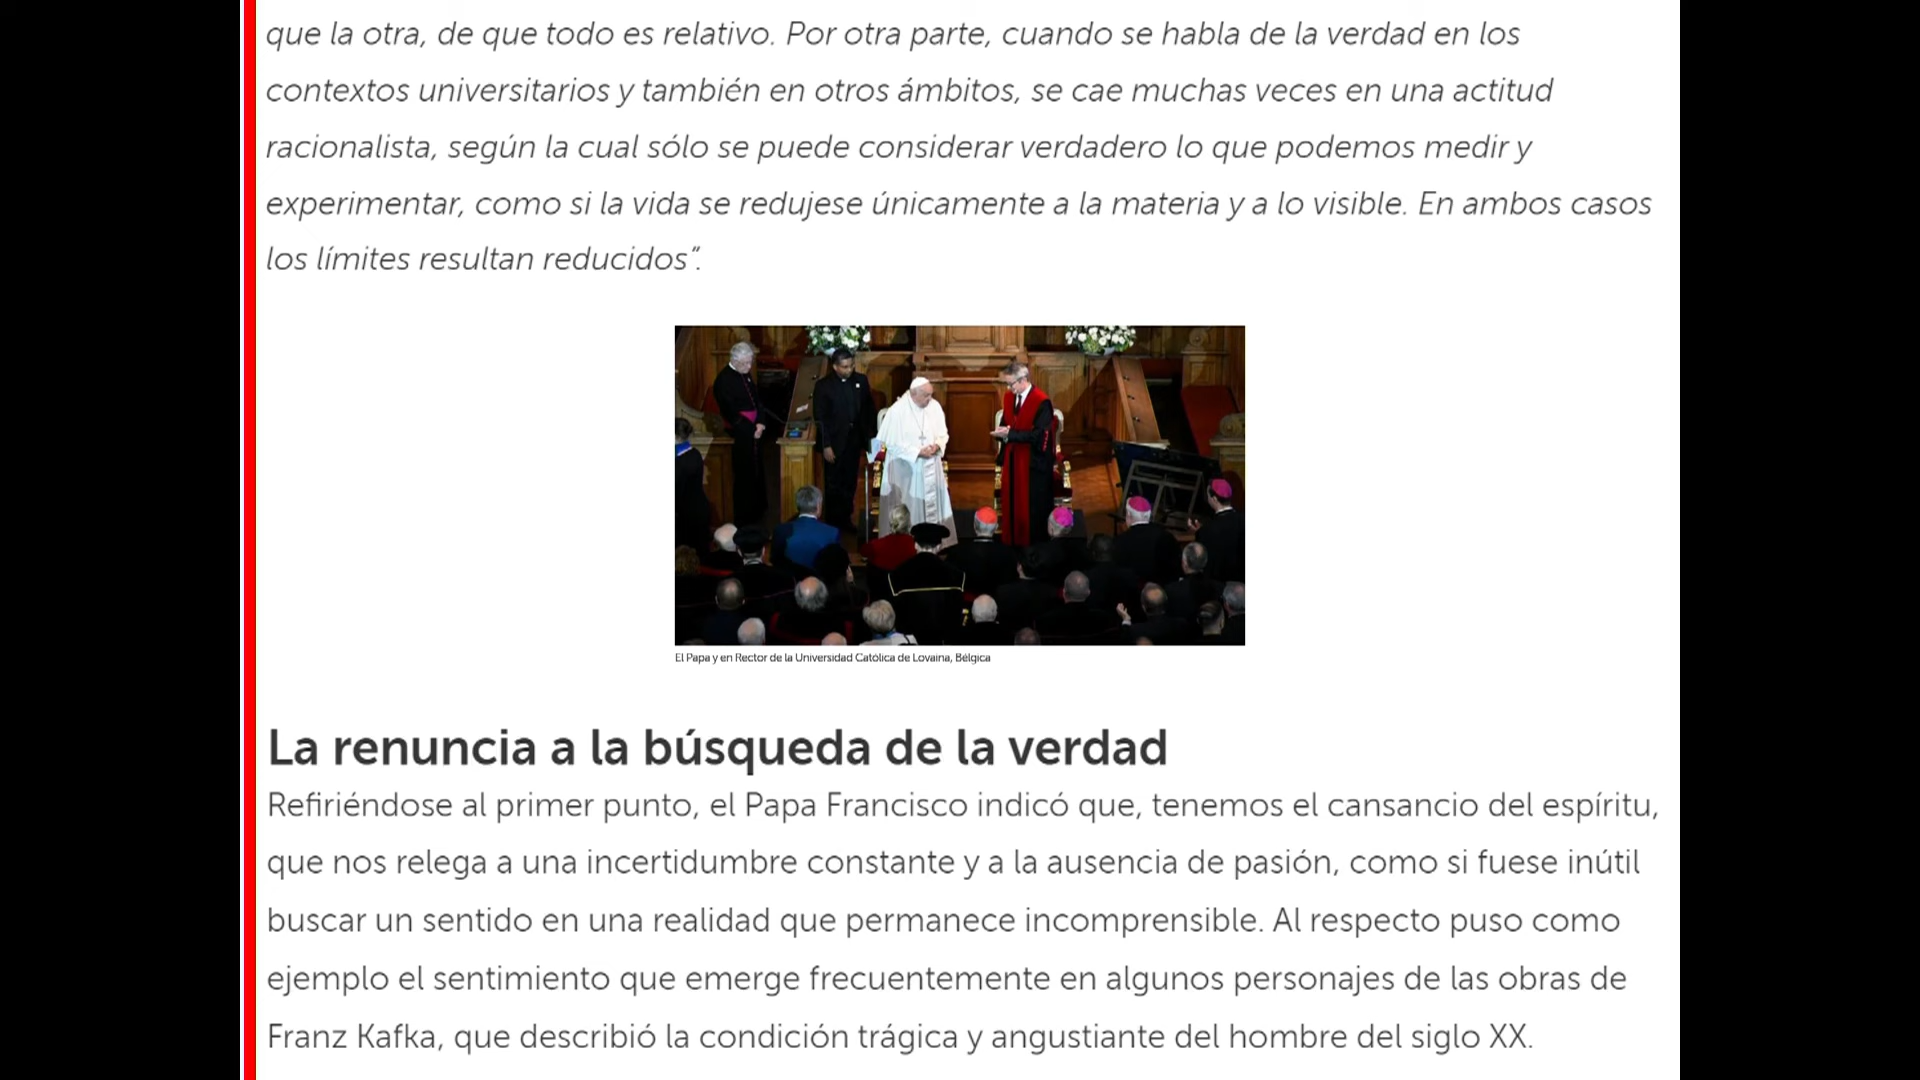 que la otra, de que todo es relativo. Por otra parte, cuando se habla de la verdad en los
contextos universitarios y también en otros ámbitos, se cae muchas veces en una actitud
racionalista, según la cual sólo se puede considerar verdadero lo que podemos medir y
experimentar, como si la vida se redujese únicamente a la materia y a lo visible. En ambos casos
los límites resultan reducidos”.
El Papa y en Rector de la Universidad Católica de Lovaina, Bélgica
La renuncia a la búsqueda de la verdad
Refiriéndose al primer punto, el Papa Francisco indicó que, tenemos el cansancio del espíritu,
que nos relega a una incertidumbre constante y a la ausencia de pasión, como si fuese inútil
buscar un sentido en una realidad que permanece incomprensible. Al respecto puso como
ejemplo el sentimiento que emerge frecuentemente en algunos personajes de las obras de
Franz Kafka, que describió la condición trágica y angustiante del hombre del siglo XX.